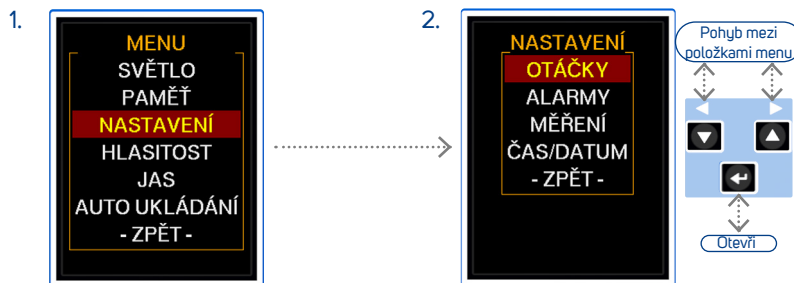 1.
MENU
SVĚTLO
PAMĚŤ
NASTAVENÍ
HLASITOST
JAS
AUTO UKLÁDÁNÍ
- ZPĚT -
2.
NASTAVENÍ
OTÁČKY
ALARMY
MĚŘENÍ
ČAS/DATUM
- ZPĚT -
Pohyb mezi
položkami menu
Otevři